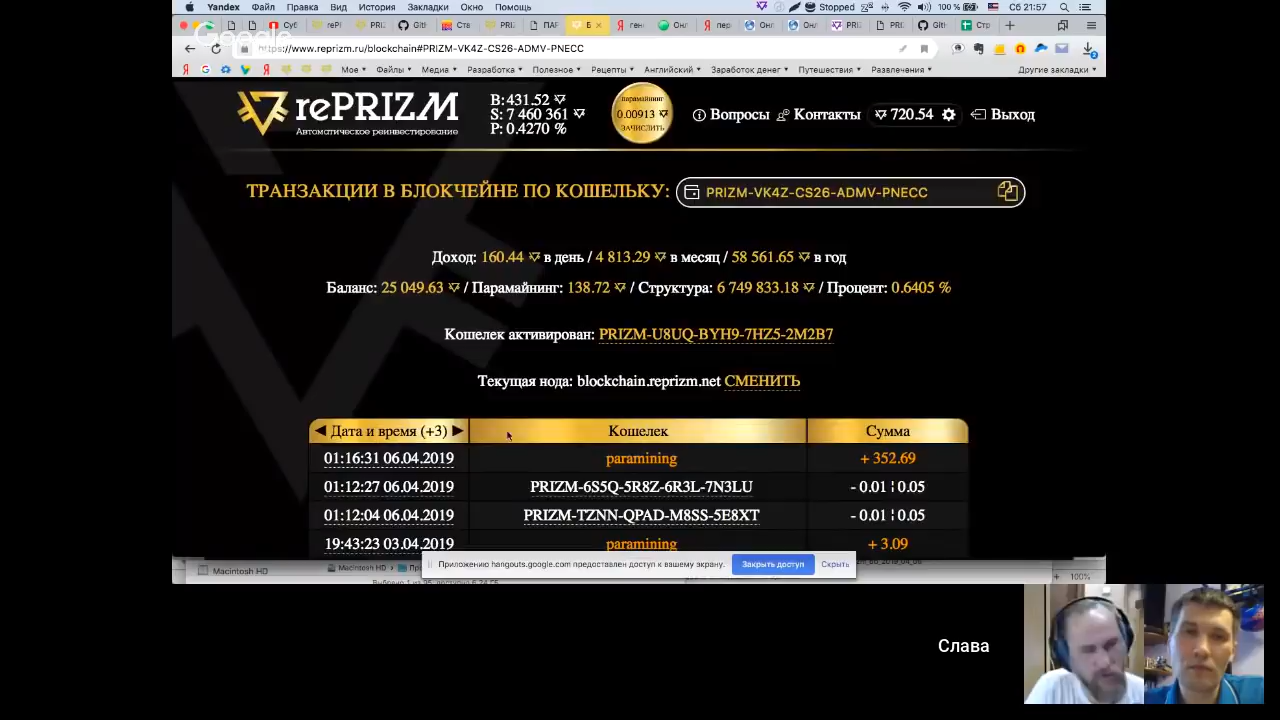 Yandex Файл Правка Вид История Закладки Окно Помощь Stopped 100 % Сб 21:57
Google
https://www.reprizm.ru/blockchain#PRIZM-VK4Z-CS26-ADMV-PNECC
Мое Файлы Медиа Разработка Полезное Рецепты Английский Заработок денег Путешествия Развлечения Другие закладки
rePRIZM
Автоматическое реинвестирование
B: 431.52
S: 7 460 361
P: 0.4270 %
парамайнинг
0.00913
ЗАЧИСЛИТЬ
Вопросы Контакты 720.54 Выход
ТРАНЗАКЦИИ В БЛОКЧЕЙНЕ ПО КОШЕЛЬКУ: PRIZM-VK4Z-CS26-ADMV-PNECC
Доход: 160.44 в день / 4 813.29 в месяц / 58 561.65 в год
Баланс: 25 049.63 / Парамайнинг: 138.72 / Структура: 6 749 833.18 / Процент: 0.6405 %
Кошелек активирован: PRIZM-U8UQ-BYH9-7HZ5-2M2B7
Текущая нода: blockchain.reprizm.net СМЕНИТЬ
Дата и время (+3) Кошелек Сумма
01:16:31 06.04.2019 paramining + 352.69
01:12:27 06.04.2019 PRIZM-6S5Q-5R8Z-6R3L-7N3LU - 0.01 ¦ 0.05
01:12:04 06.04.2019 PRIZM-TZNN-QPAD-M8SS-5E8XT - 0.01 ¦ 0.05
19:43:23 03.04.2019 paramining + 3.09
Приложению hangouts.google.com предоставлен доступ к вашему экрану. Закрыть доступ Скрыть
Macintosh HD Macintosh HD 100%
Слава